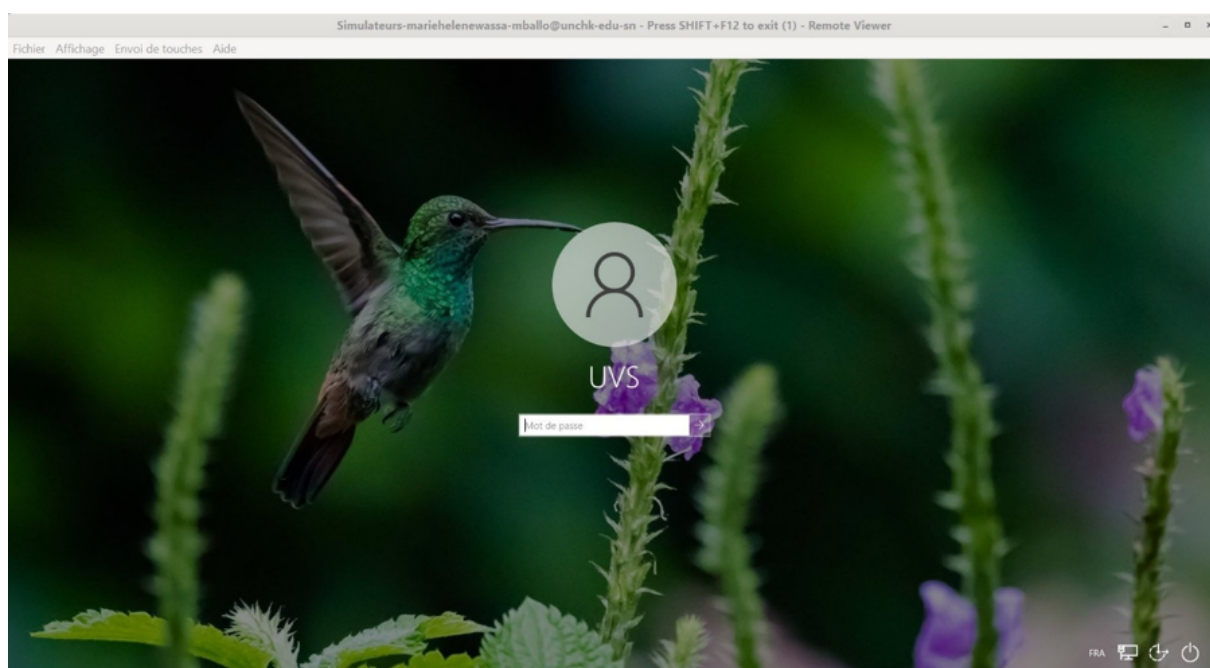 Simulateurs-mariehelenewassa-mballo@unchk-edu-sn - Press SHIFT+F12 to exit (1) - Remote Viewer
Fichier Affichage Envoi de touches Aide
UVS
Mot de passe
FRA